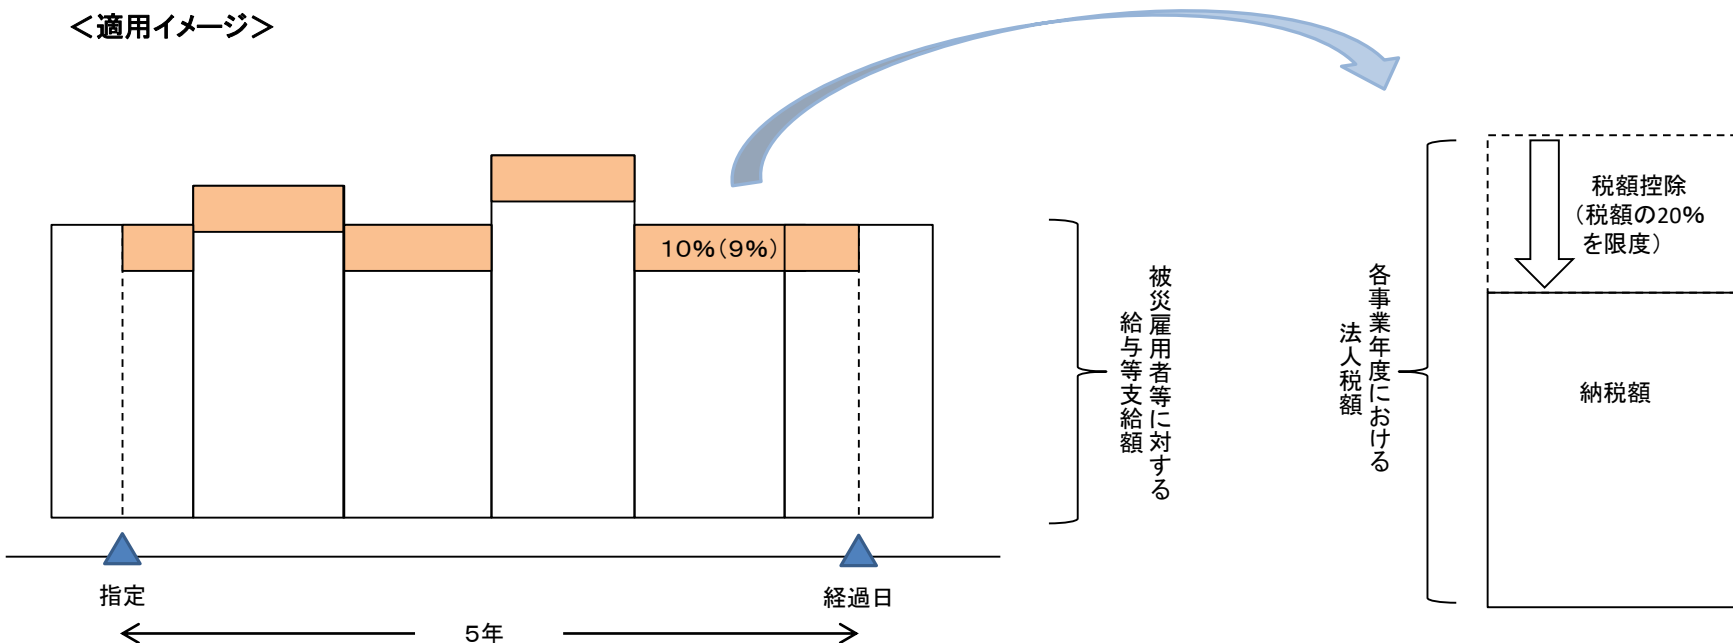 ＜適用イメージ＞
10%（9%）
被災雇用者等に対する
給与等支給額
各事業年度における
法人税額
税額控除
（税額の20%
を限度）
納税額
指定
経過日
5年